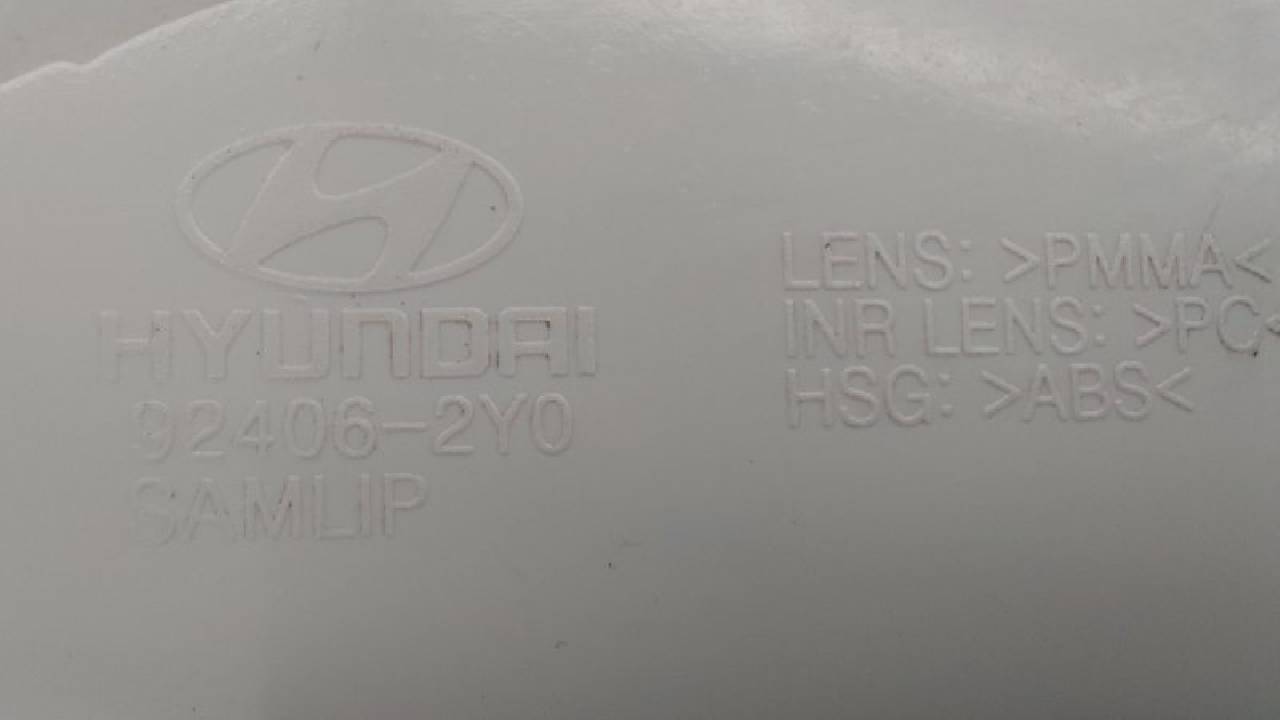 HYUNDAI
92406-2Y0
SAMLIP
LENS: >PMMA<
INR LENS: >PC<
HSG: >ABS<